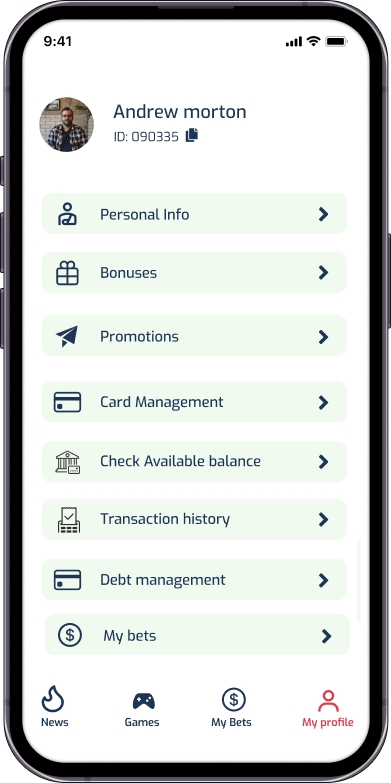 9:41
Andrew morton
ID: 090335
Personal Info
Bonuses
Promotions
Card Management
Check Available balance
Transaction history
Debt management
My bets
News
Games
My Bets
My profile